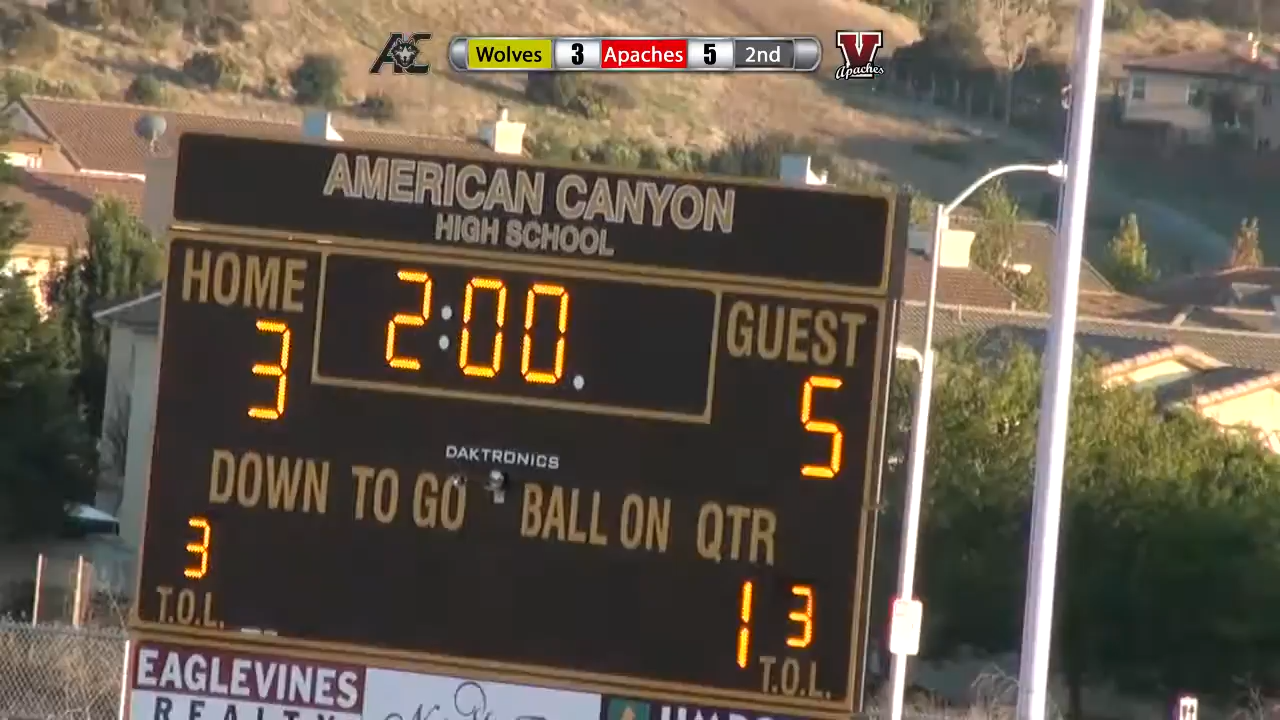 AC Wolves 3 Apaches 5 2nd V Apaches
AMERICAN CANYON
HIGH SCHOOL
HOME 2:00. GUEST
3 5
DAKTRONICS
DOWN TO GO BALL ON QTR
3 1 3
T.O.L. T.O.L.
EAGLEVINES
REALTY